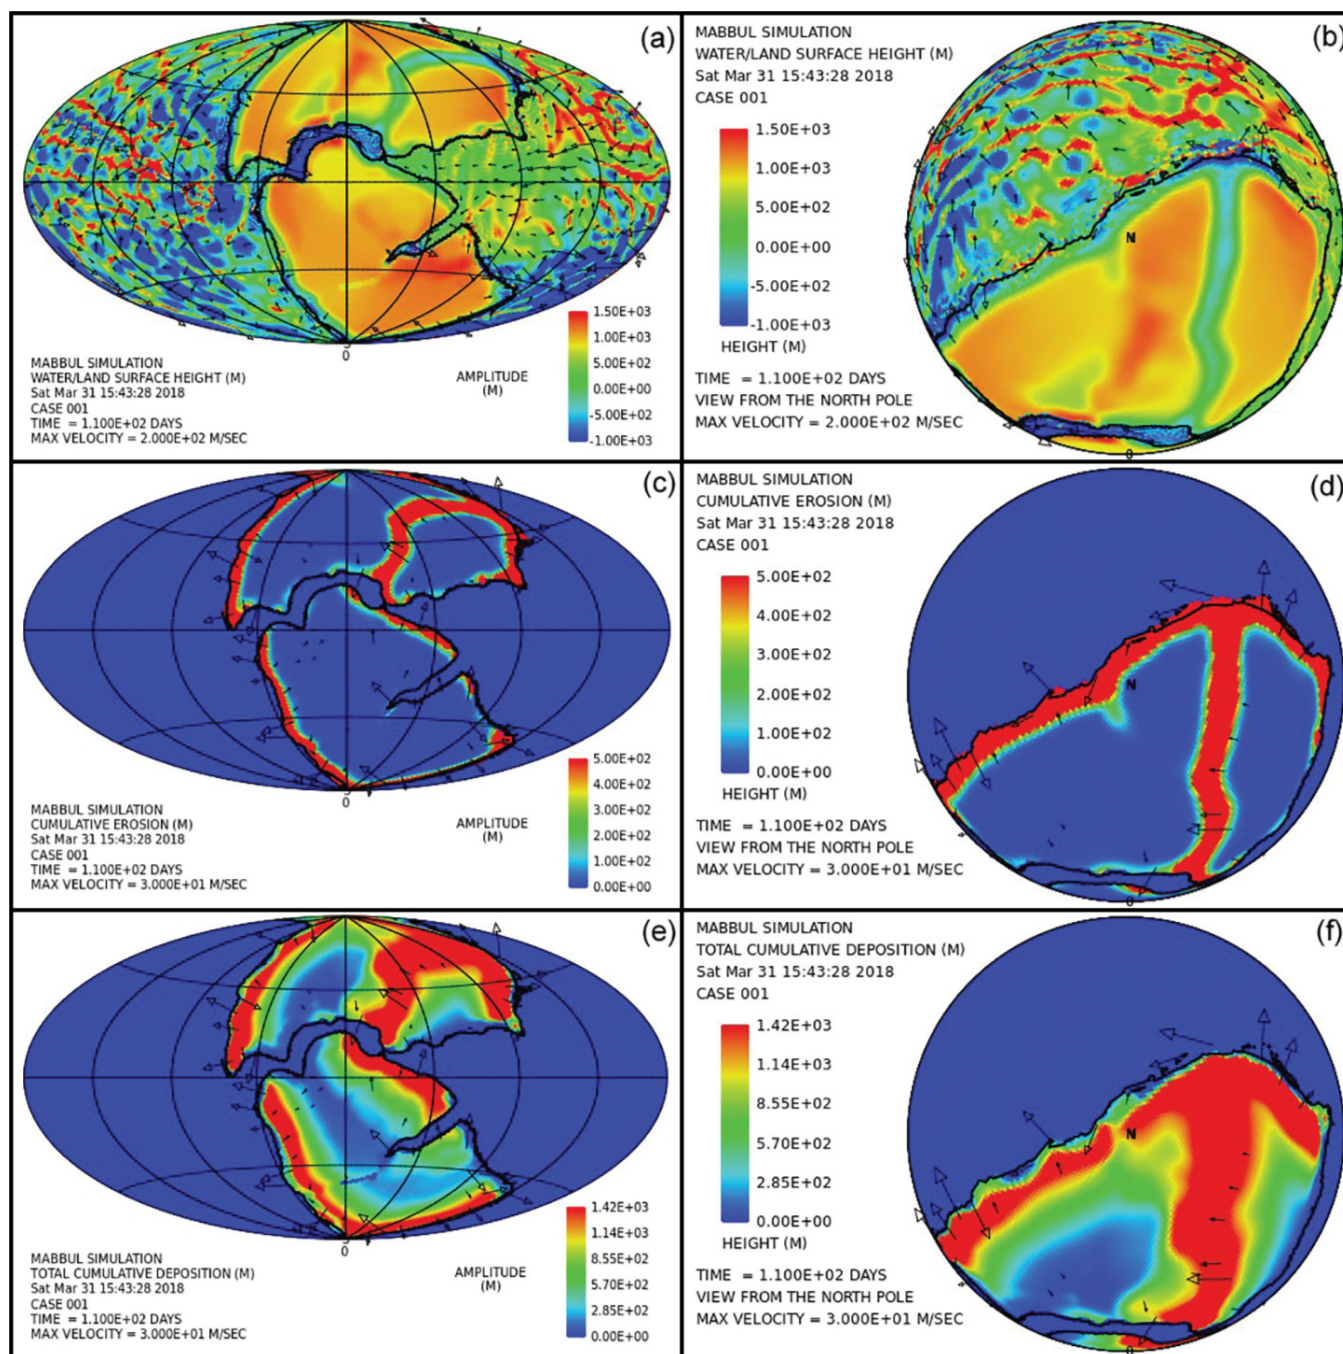 (a)
0
MABBUL SIMULATION
WATER/LAND SURFACE HEIGHT (M)
Sat Mar 31 15:43:28 2018
CASE 001
TIME = 1.100E+02 DAYS
MAX VELOCITY = 2.000E+02 M/SEC
AMPLITUDE
(M)
1.50E+03
1.00E+03
5.00E+02
0.00E+00
-5.00E+02
-1.00E+03
(b)
MABBUL SIMULATION
WATER/LAND SURFACE HEIGHT (M)
Sat Mar 31 15:43:28 2018
CASE 001
1.50E+03
1.00E+03
5.00E+02
0.00E+00
-5.00E+02
-1.00E+03
HEIGHT (M)
TIME = 1.100E+02 DAYS
VIEW FROM THE NORTH POLE
MAX VELOCITY = 2.000E+02 M/SEC
N
0
(c)
0
MABBUL SIMULATION
CUMULATIVE EROSION (M)
Sat Mar 31 15:43:28 2018
CASE 001
TIME = 1.100E+02 DAYS
MAX VELOCITY = 3.000E+01 M/SEC
AMPLITUDE
(M)
5.00E+02
4.00E+02
3.00E+02
2.00E+02
1.00E+02
0.00E+00
(d)
MABBUL SIMULATION
CUMULATIVE EROSION (M)
Sat Mar 31 15:43:28 2018
CASE 001
5.00E+02
4.00E+02
3.00E+02
2.00E+02
1.00E+02
0.00E+00
HEIGHT (M)
TIME = 1.100E+02 DAYS
VIEW FROM THE NORTH POLE
MAX VELOCITY = 3.000E+01 M/SEC
N
0
(e)
0
MABBUL SIMULATION
TOTAL CUMULATIVE DEPOSITION (M)
Sat Mar 31 15:43:28 2018
CASE 001
TIME = 1.100E+02 DAYS
MAX VELOCITY = 3.000E+01 M/SEC
AMPLITUDE
(M)
1.42E+03
1.14E+03
8.55E+02
5.70E+02
2.85E+02
0.00E+00
(f)
MABBUL SIMULATION
TOTAL CUMULATIVE DEPOSITION (M)
Sat Mar 31 15:43:28 2018
CASE 001
1.42E+03
1.14E+03
8.55E+02
5.70E+02
2.85E+02
0.00E+00
HEIGHT (M)
TIME = 1.100E+02 DAYS
VIEW FROM THE NORTH POLE
MAX VELOCITY = 3.000E+01 M/SEC
N
0